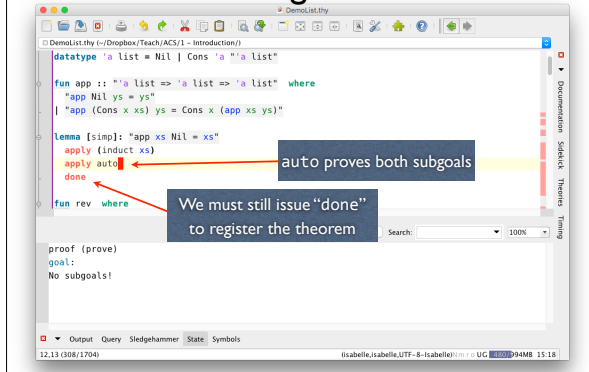 DemoList.thy
DemoList.thy (~/Dropbox/Teach/ACS/1 – Introduction/)
datatype 'a list = Nil | Cons 'a "'a list"
fun app :: "'a list => 'a list => 'a list" where
"app Nil ys = ys"
| "app (Cons x xs) ys = Cons x (app xs ys)"
lemma [simp]: "app xs Nil = xs"
apply (induct xs)
apply auto
done
fun rev where
auto proves both subgoals
We must still issue "done"
to register the theorem
Documentation
Sidekick
Theories
Timing
Search:
100%
proof (prove)
goal:
No subgoals!
Output Query Sledgehammer State Symbols
12,13 (308/1704)
(isabelle,isabelle,UTF-8-Isabelle)N m r o UG 480/994MB 15:18